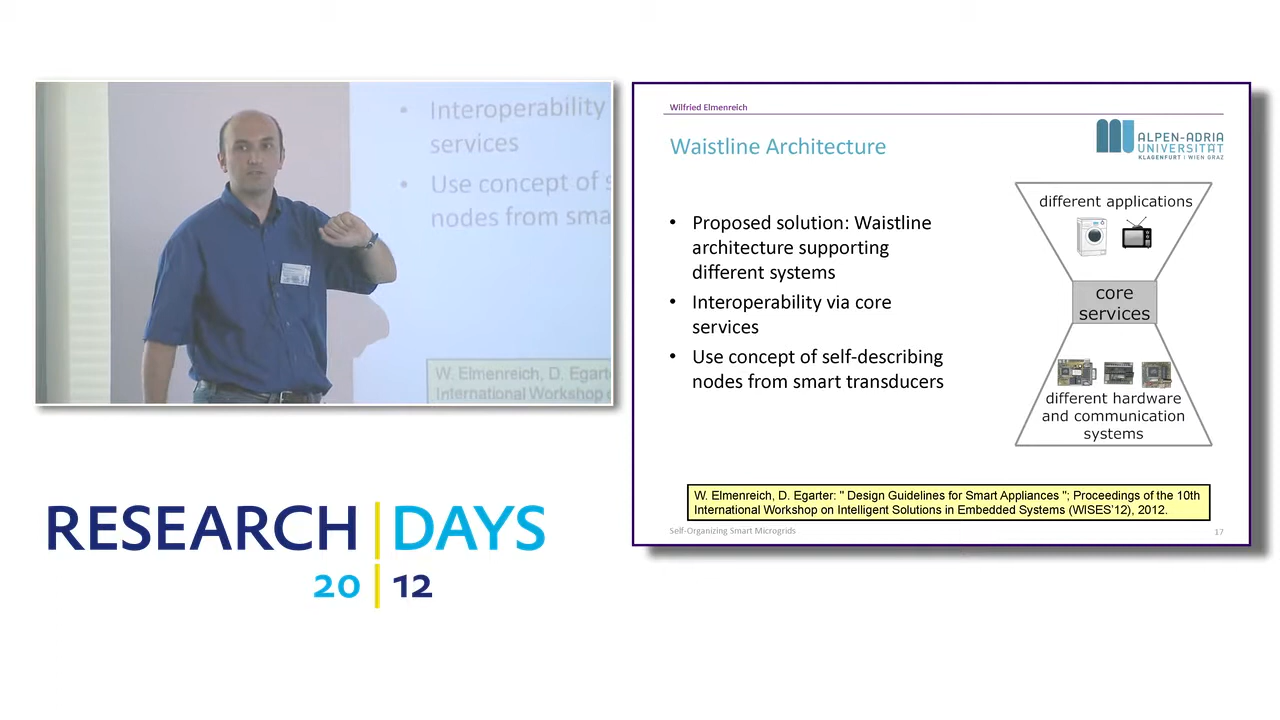 Interoperability
services
Use concept of s
nodes from sma
W. Elmenreich, D. Egarte
International Workshop o
RESEARCH DAYS
20 12
Wilfried Elmenreich
Waistline Architecture
ALPEN-ADRIA
UNIVERSITÄT
KLAGENFURT | WIEN GRAZ
• Proposed solution: Waistline
architecture supporting
different systems
• Interoperability via core
services
• Use concept of self-describing
nodes from smart transducers
different applications
core
services
different hardware
and communication
systems
W. Elmenreich, D. Egarter: " Design Guidelines for Smart Appliances "; Proceedings of the 10th
International Workshop on Intelligent Solutions in Embedded Systems (WISES'12), 2012.
Self-Organizing Smart Microgrids
17